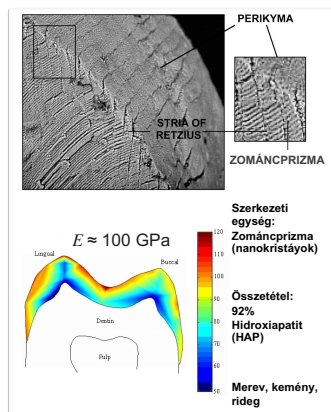 PERIKYMA
STRIA OF
RETZIUS
ZOMÁNCPRIZMA
Szerkezeti
egység:
Zománcprizma
(nanokristályok)
E ≈ 100 GPa
Lingual
Buccal
Dentin
Pulp
120
110
100
90
80
70
60
50
Összetétel:
92%
Hidroxiapatit
(HAP)
Merev, kemény,
rideg